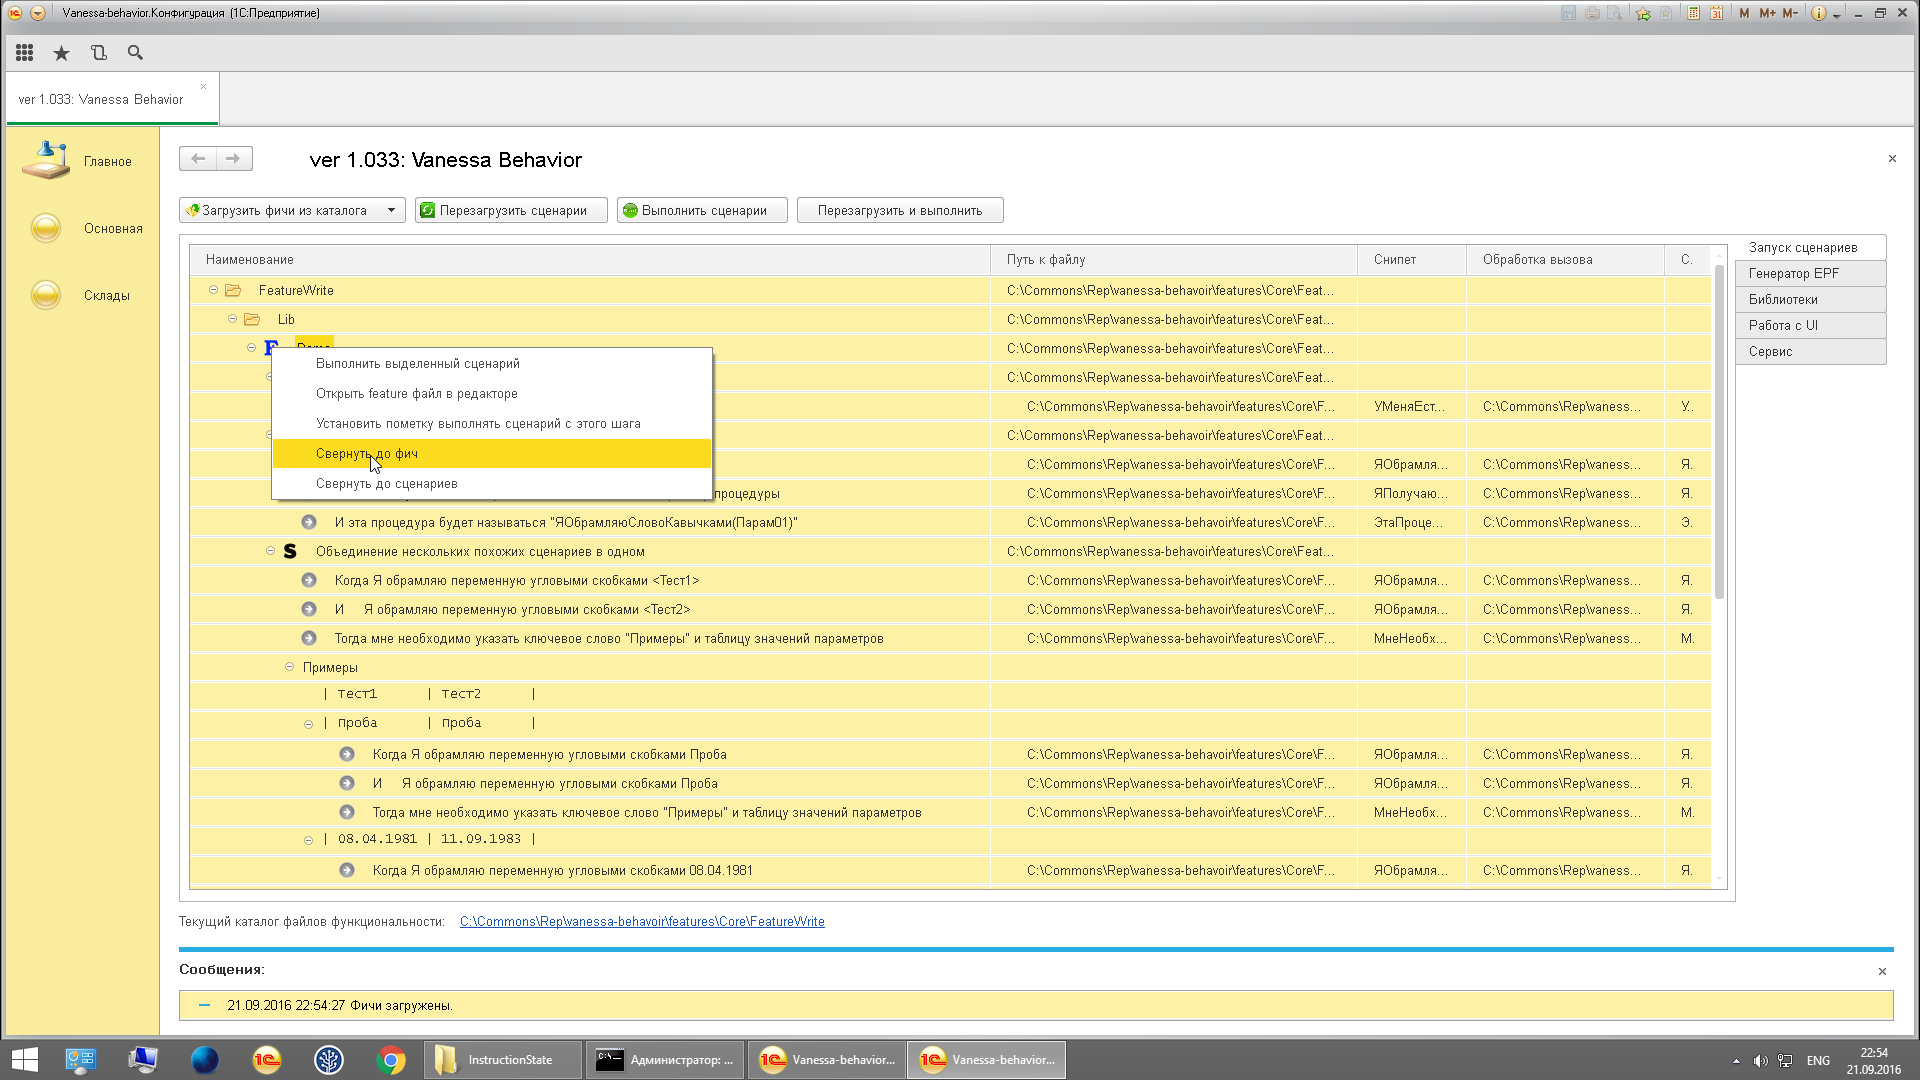 Vanessa-behavior.Конфигурация (1С:Предприятие)
M M+ M-
ver 1.033: Vanessa Behavior
Главное
Основная
Склады
ver 1.033: Vanessa Behavior
Загрузить фичи из каталога
Перезагрузить сценарии
Выполнить сценарии
Перезагрузить и выполнить
Запуск сценариев
Генератор EPF
Библиотеки
Работа с UI
Сервис
Наименование Путь к файлу Снипет Обработка вызова С.
FeatureWrite C:\Commons\Rep\vanessa-behavoir\features\Core\Feat...
Lib C:\Commons\Rep\vanessa-behavoir\features\Core\Feat...
C:\Commons\Rep\vanessa-behavoir\features\Core\Feat...
Выполнить выделенный сценарий
Открыть feature файл в редакторе
Установить пометку выполнять сценарий с этого шага
Свернуть до фич
Свернуть до сценариев
C:\Commons\Rep\vanessa-behavoir\features\Core\Feat...
C:\Commons\Rep\vanessa-behavoir\features\Core\F... УМеняЕст... C:\Commons\Rep\vaness... У.
C:\Commons\Rep\vanessa-behavoir\features\Core\Feat...
C:\Commons\Rep\vanessa-behavoir\features\Core\F... ЯОбрамля... C:\Commons\Rep\vaness... Я.
процедуры C:\Commons\Rep\vanessa-behavoir\features\Core\F... ЯПолучаю... C:\Commons\Rep\vaness... Я.
И эта процедура будет называться "ЯОбрамляюСловоКавычками(Парам01)" C:\Commons\Rep\vanessa-behavoir\features\Core\F... ЭтаПроце... C:\Commons\Rep\vaness... Э.
S Объединение нескольких похожих сценариев в одном C:\Commons\Rep\vanessa-behavoir\features\Core\Feat...
Когда Я обрамляю переменную угловыми скобками <Тест1> C:\Commons\Rep\vanessa-behavoir\features\Core\F... ЯОбрамля... C:\Commons\Rep\vaness... Я.
И Я обрамляю переменную угловыми скобками <Тест2> C:\Commons\Rep\vanessa-behavoir\features\Core\F... ЯОбрамля... C:\Commons\Rep\vaness... Я.
Тогда мне необходимо указать ключевое слово "Примеры" и таблицу значений параметров C:\Commons\Rep\vanessa-behavoir\features\Core\F... МнеНеобх... C:\Commons\Rep\vaness... М.
Примеры
| Тест1 | Тест2 |
| Проба | Проба |
Когда Я обрамляю переменную угловыми скобками Проба C:\Commons\Rep\vanessa-behavoir\features\Core\F... ЯОбрамля... C:\Commons\Rep\vaness... Я.
И Я обрамляю переменную угловыми скобками Проба C:\Commons\Rep\vanessa-behavoir\features\Core\F... ЯОбрамля... C:\Commons\Rep\vaness... Я.
Тогда мне необходимо указать ключевое слово "Примеры" и таблицу значений параметров C:\Commons\Rep\vanessa-behavoir\features\Core\F... МнеНеобх... C:\Commons\Rep\vaness... М.
| 08.04.1981 | 11.09.1983 |
Когда Я обрамляю переменную угловыми скобками 08.04.1981 C:\Commons\Rep\vanessa-behavoir\features\Core\F... ЯОбрамля... C:\Commons\Rep\vaness... Я.
Текущий каталог файлов функциональности: C:\Commons\Rep\vanessa-behavoir\features\Core\FeatureWrite
Сообщения:
21.09.2016 22:54:27 Фичи загружены.
InstructionState
Администратор: ...
Vanessa-behavior...
Vanessa-behavior...
ENG
22:54
21.09.2016